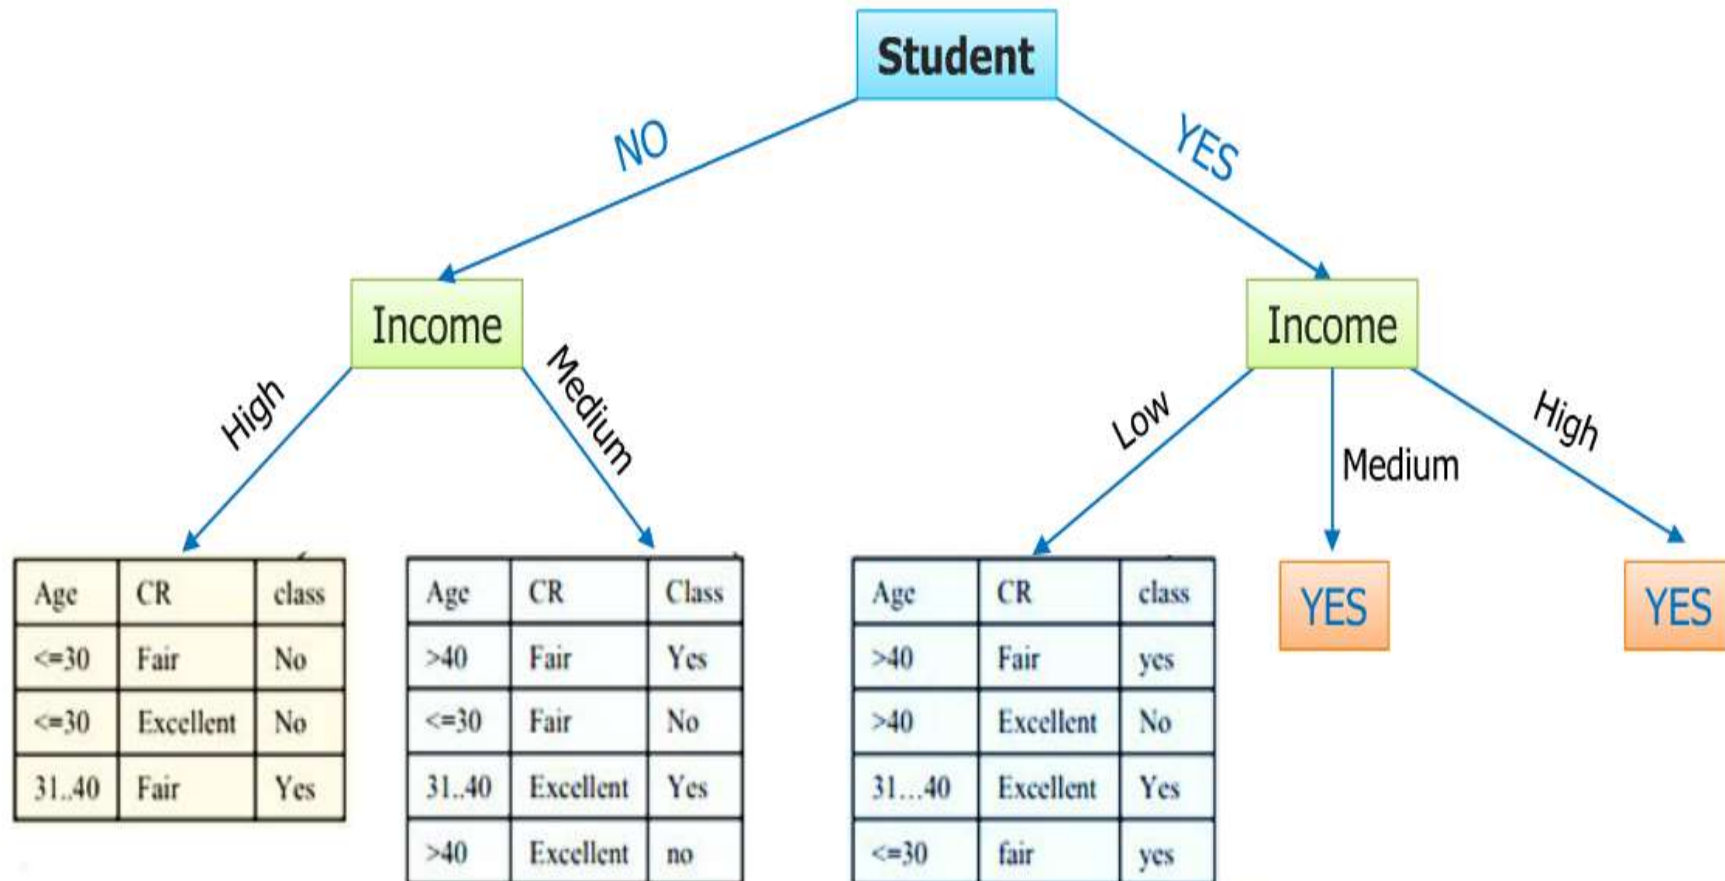 Student
NO
YES
Income
Income
High
Medium
Low
Medium
High
Age CR class
<=30 Fair No
<=30 Excellent No
31..40 Fair Yes
Age CR Class
>40 Fair Yes
<=30 Fair No
31..40 Excellent Yes
>40 Excellent no
Age CR class
>40 Fair yes
>40 Excellent No
31...40 Excellent Yes
<=30 fair yes
YES
YES